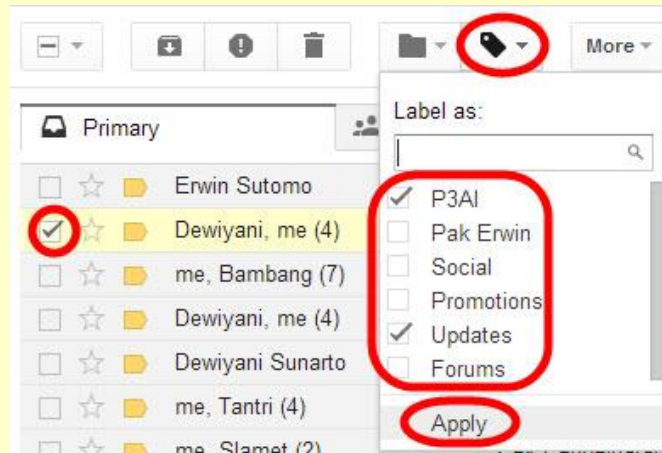 More
Label as:
Primary
Erwin Sutomo
Dewiyani, me (4)
me, Bambang (7)
Dewiyani, me (4)
Dewiyani Sunarto
me, Tantri (4)
me, Slamet (2)
P3AI
Pak Erwin
Social
Promotions
Updates
Forums
Apply